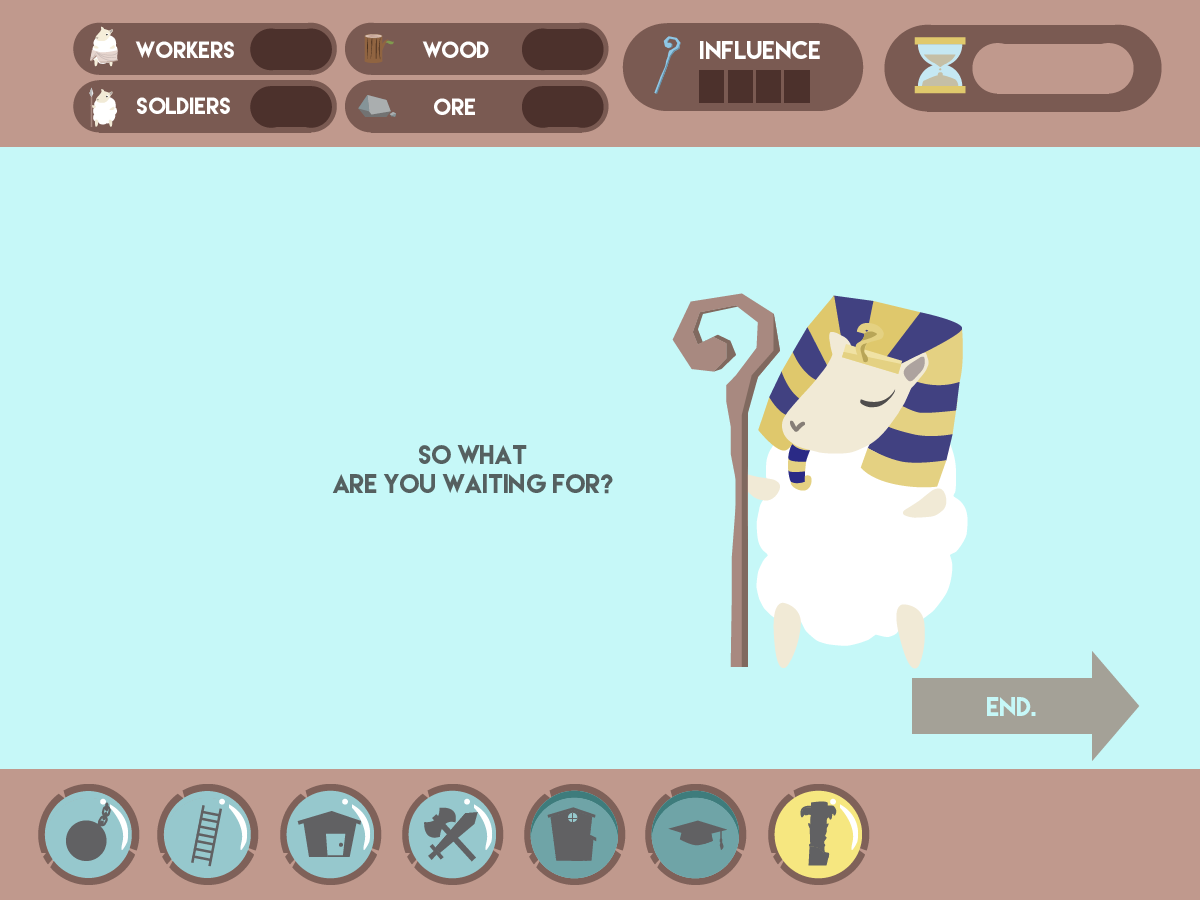 WORKERS
WOOD
INFLUENCE
SOLDIERS
ORE
SO WHAT
ARE YOU WAITING FOR?
END.